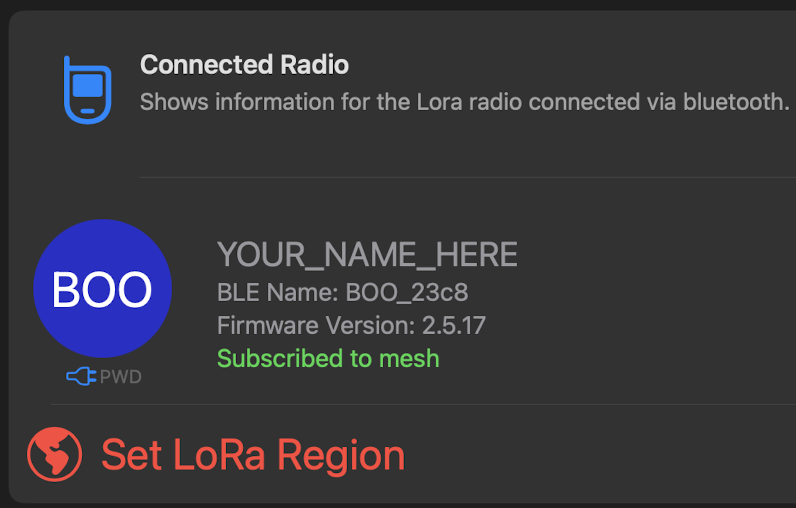 Connected Radio
Shows information for the Lora radio connected via bluetooth.
BOO
YOUR_NAME_HERE
BLE Name: BOO_23c8
Firmware Version: 2.5.17
Subscribed to mesh
PWD
Set LoRa Region